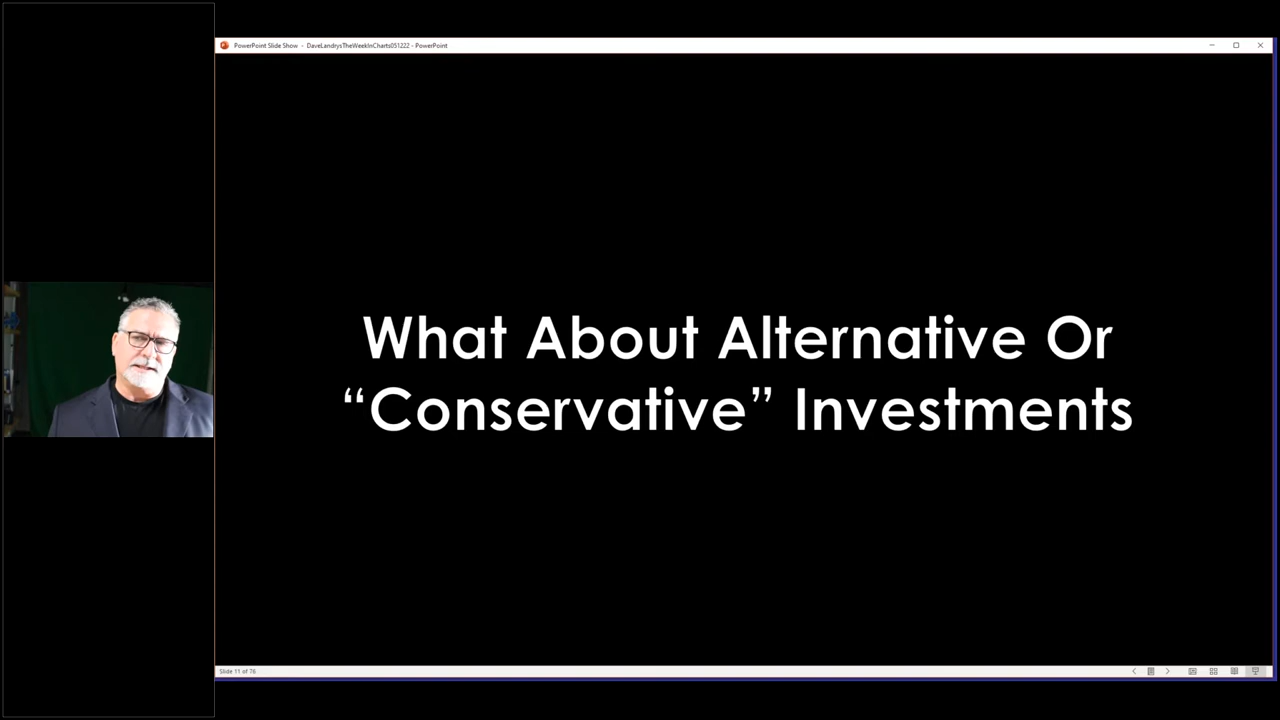 PowerPoint Slide Show - DaveLandrysTheWeekInCharts051222 - PowerPoint
What About Alternative Or
“Conservative” Investments
Slide 11 of 76